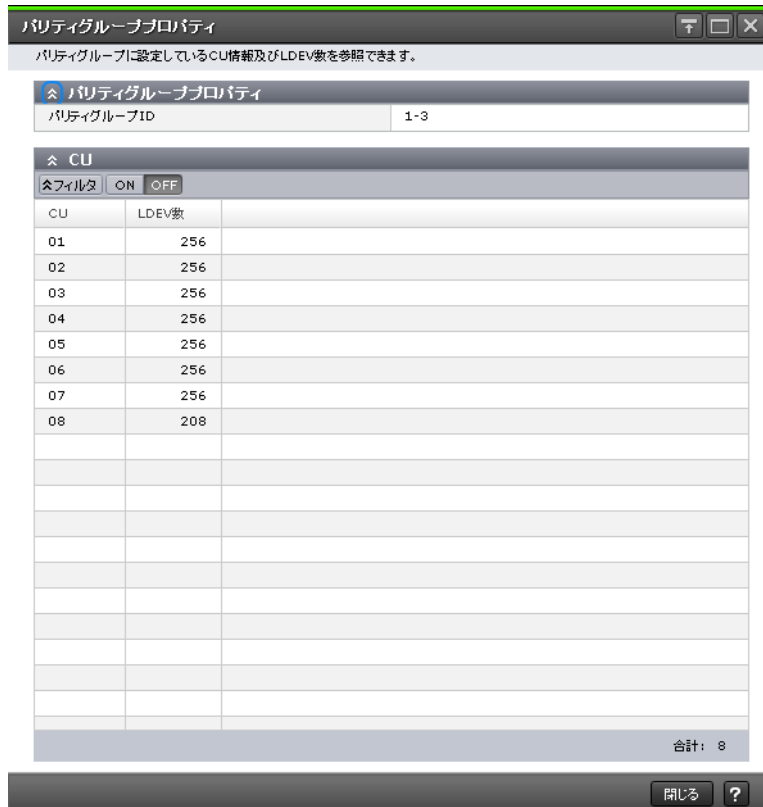 パリティグループプロパティ
パリティグループに設定しているCU情報及びLDEV数を参照できます。
パリティグループプロパティ
パリティグループID 1-3
CU
フィルタ ON OFF
CU LDEV数
01 256
02 256
03 256
04 256
05 256
06 256
07 256
08 208
合計: 8
閉じる ?